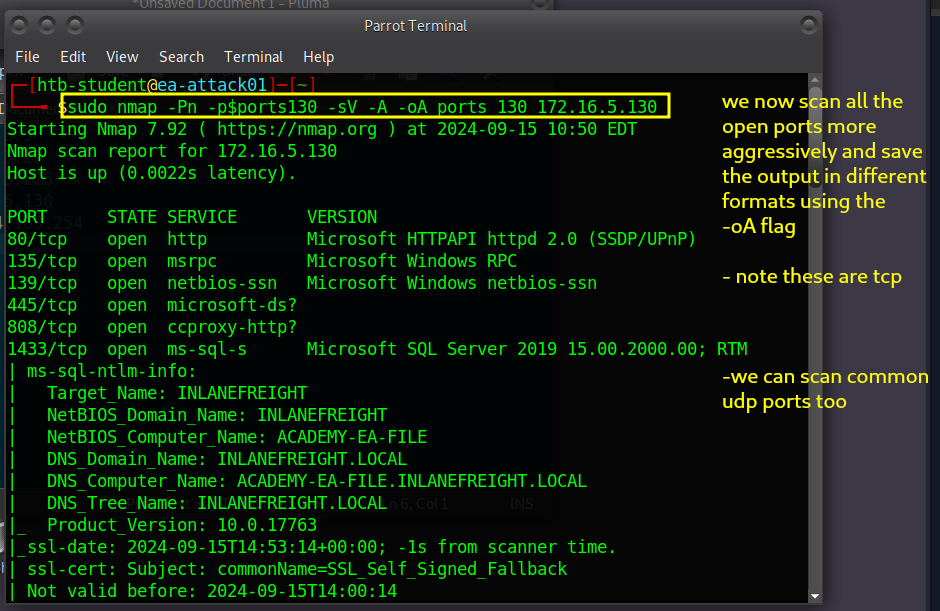 *Unsaved Document 1 - Pluma
Parrot Terminal
File Edit View Search Terminal Help
[htb-student@ea-attack01]─[~]
$sudo nmap -Pn -p$ports130 -sV -A -oA ports 130 172.16.5.130
Starting Nmap 7.92 ( https://nmap.org ) at 2024-09-15 10:50 EDT
Nmap scan report for 172.16.5.130
Host is up (0.0022s latency).
PORT STATE SERVICE VERSION
80/tcp open http Microsoft HTTPAPI httpd 2.0 (SSDP/UPnP)
135/tcp open msrpc Microsoft Windows RPC
139/tcp open netbios-ssn Microsoft Windows netbios-ssn
445/tcp open microsoft-ds?
808/tcp open ccproxy-http?
1433/tcp open ms-sql-s Microsoft SQL Server 2019 15.00.2000.00; RTM
| ms-sql-ntlm-info:
| Target_Name: INLANEFREIGHT
| NetBIOS_Domain_Name: INLANEFREIGHT
| NetBIOS_Computer_Name: ACADEMY-EA-FILE
| DNS_Domain_Name: INLANEFREIGHT.LOCAL
| DNS_Computer_Name: ACADEMY-EA-FILE.INLANEFREIGHT.LOCAL
| DNS_Tree_Name: INLANEFREIGHT.LOCAL
|_ Product_Version: 10.0.17763
|_ssl-date: 2024-09-15T14:53:14+00:00; -1s from scanner time.
| ssl-cert: Subject: commonName=SSL_Self_Signed_Fallback
| Not valid before: 2024-09-15T14:00:14
we now scan all the
open ports more
aggressively and save
the output in different
formats using the
-oA flag
- note these are tcp
-we can scan common
udp ports too